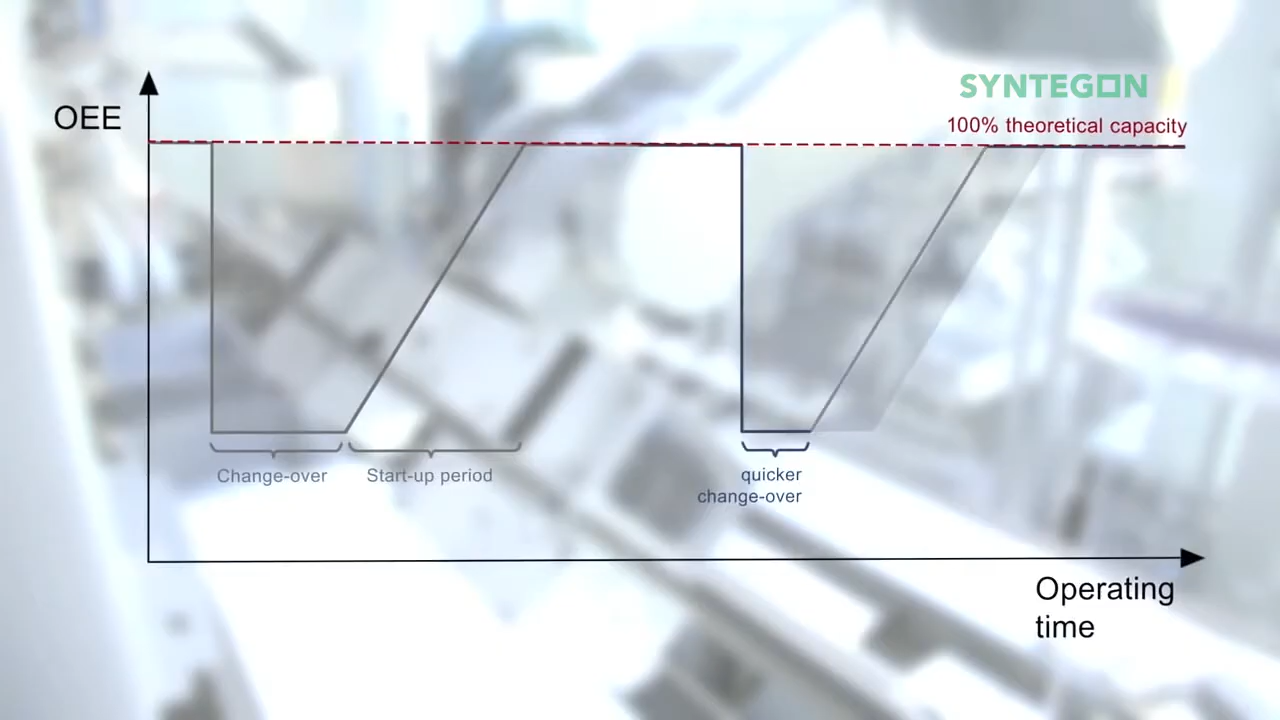 SYNTEGON
OEE
100% theoretical capacity
Change-over
Start-up period
quicker
change-over
Operating
time